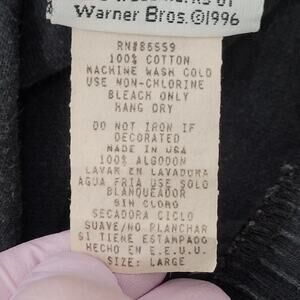 Warner Bros.©1996
RN#86559
100% COTTON
MACHINE WASH COLD
USE NON-CHLORINE
BLEACH ONLY
HANG DRY
DO NOT IRON IF
DECORATED
MADE IN USA
100% ALGODON
LAVAR EN LAVADURA
AGUA FRIA USE SOLO
BLANQUEADOR
SIN CLORO
SECADORA CICLO
SUAVE/NO PLANCHAR
SI TIENE ESTAMPADO
HECHO EN E.E.U.U.
SIZE: LARGE